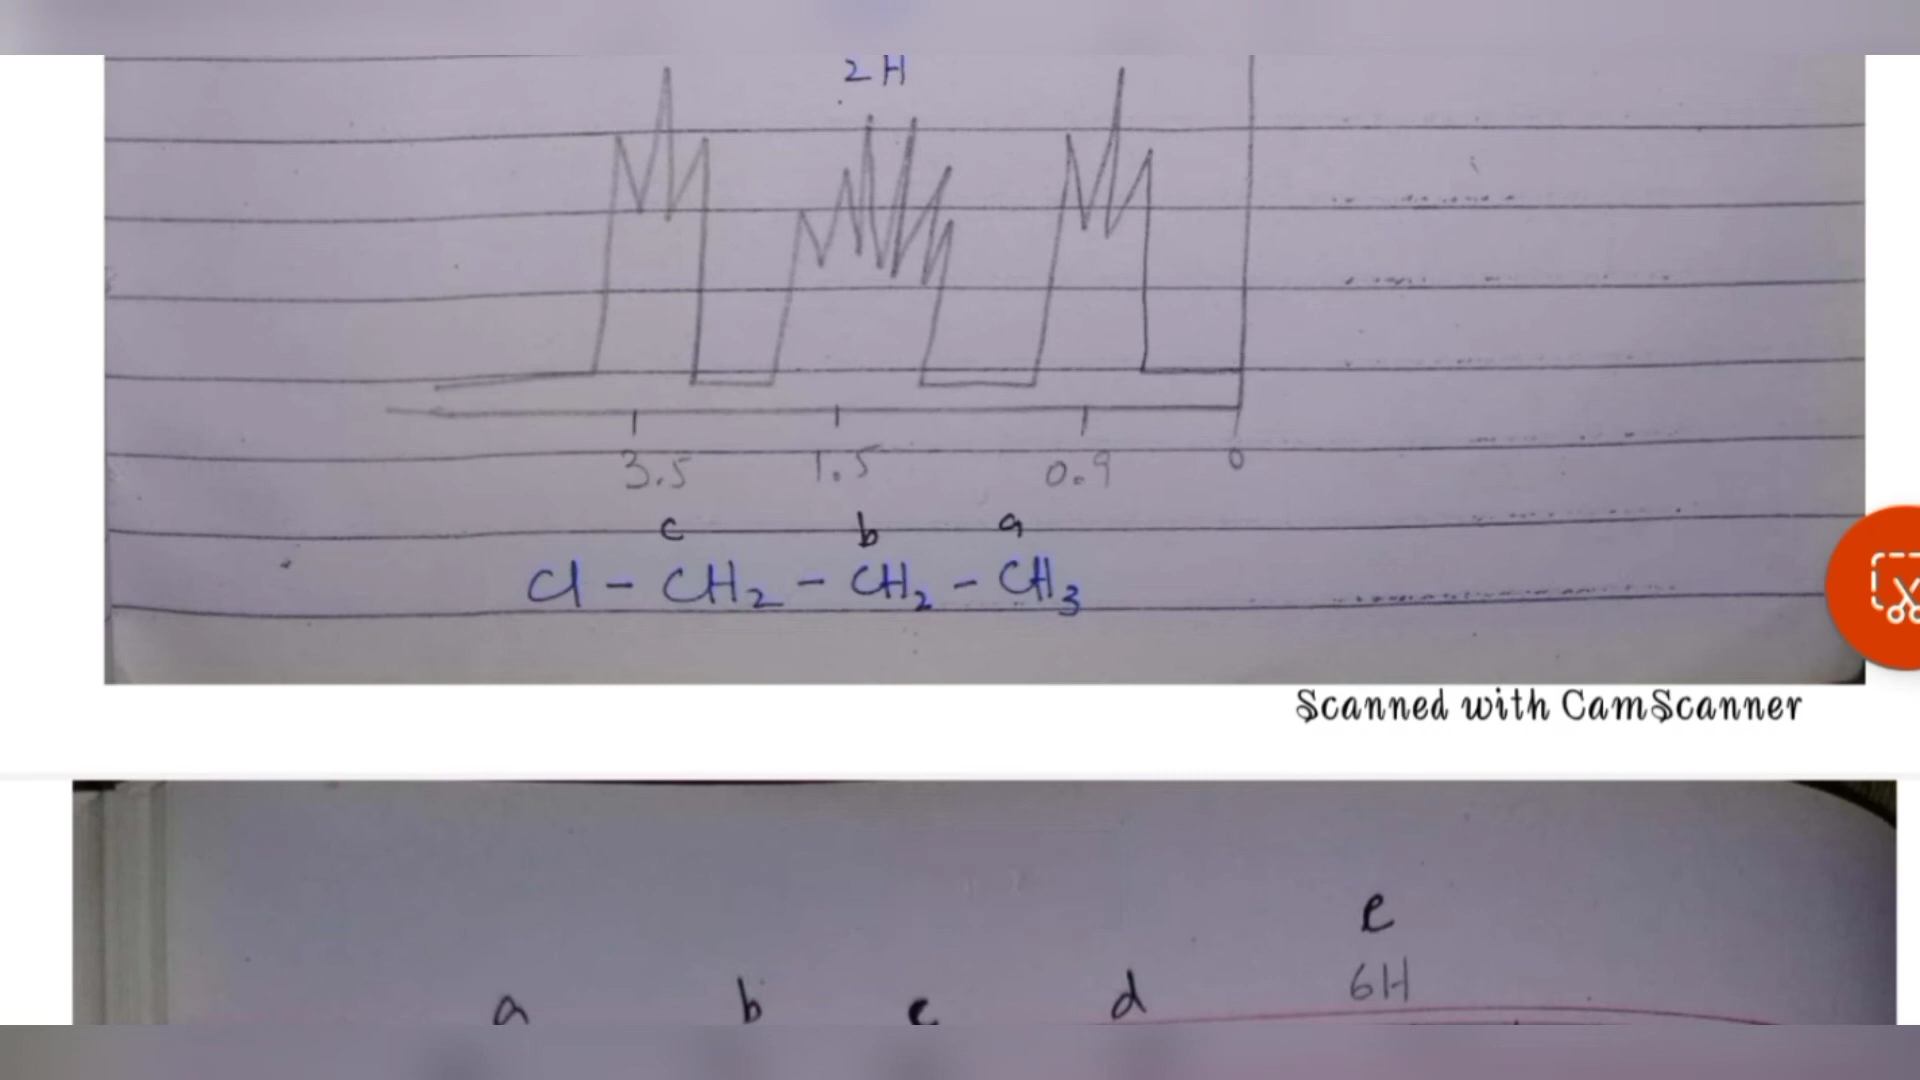 2H
3.5 1.5 0.9 0
c b a
Cl - CH₂ - CH₂ - CH₃
Scanned with CamScanner
e
6H
a b c d